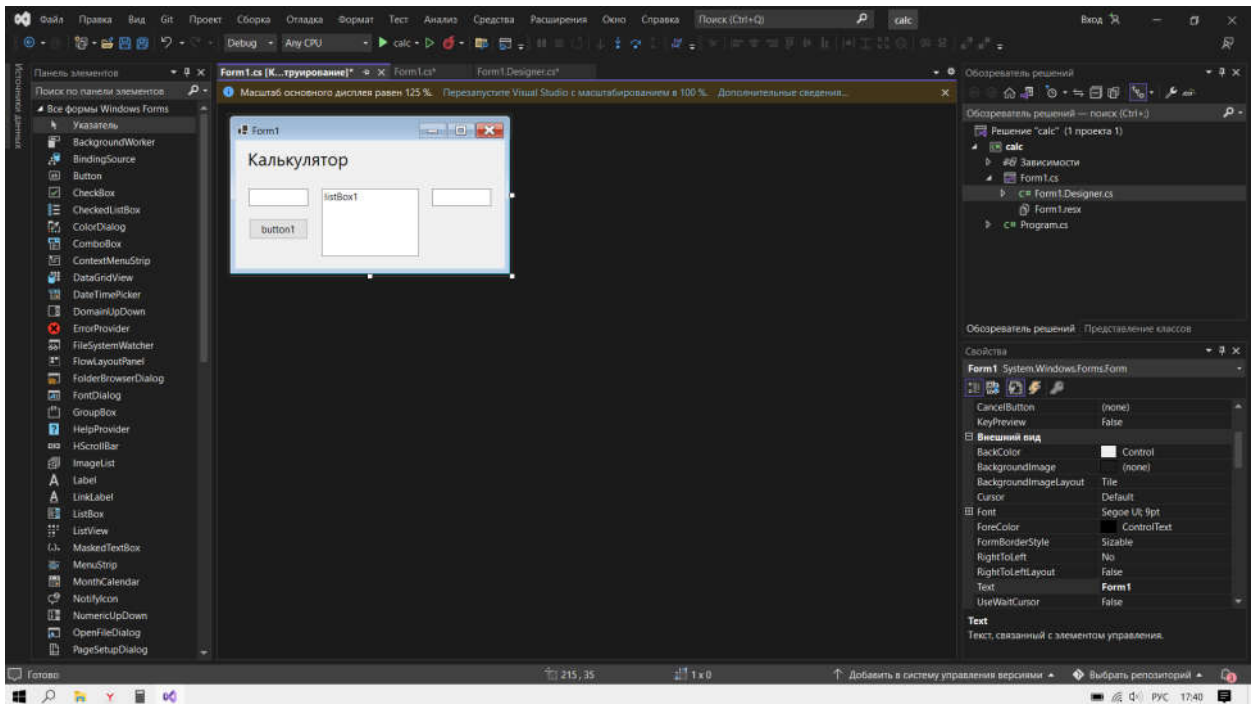 Файл Правка Вид Git Проект Сборка Отладка Формат Тест Анализ Средства Расширения Окно Справка Поиск (Ctrl+Q) calc Вход
Debug Any CPU calc
Источники данных
Панель элементов
Поиск по панели элементов
Все формы Windows Forms
Указатель
BackgroundWorker
BindingSource
Button
CheckBox
CheckedListBox
ColorDialog
ComboBox
ContextMenuStrip
DataGridView
DateTimePicker
DomainUpDown
ErrorProvider
FileSystemWatcher
FlowLayoutPanel
FolderBrowserDialog
FontDialog
GroupBox
HelpProvider
HScrollBar
ImageList
Label
LinkLabel
ListBox
ListView
MaskedTextBox
MenuStrip
MonthCalendar
NotifyIcon
NumericUpDown
OpenFileDialog
PageSetupDialog
Form1.cs [К...труирование]* Form1.cs* Form1.Designer.cs*
Масштаб основного дисплея равен 125 %. Перезапустите Visual Studio с масштабированием в 100 %. Дополнительные сведения...
Form1
Калькулятор
listBox1
button1
Обозреватель решений
Обозреватель решений — поиск (Ctrl+;)
Решение "calc" (1 проекта 1)
calc
Зависимости
Form1.cs
C# Form1.Designer.cs
Form1.resx
C# Program.cs
Обозреватель решений Представление классов
Свойства
Form1 System.Windows.Forms.Form
CancelButton (none)
KeyPreview False
Внешний вид
BackColor Control
BackgroundImage (none)
BackgroundImageLayout Tile
Cursor Default
Font Segoe UI; 9pt
ForeColor ControlText
FormBorderStyle Sizable
RightToLeft No
RightToLeftLayout False
Text Form1
UseWaitCursor False
Text
Текст, связанный с элементом управления.
Готово 215, 35 1 x 0 Добавить в систему управления версиями Выбрать репозиторий
РУС 17:40